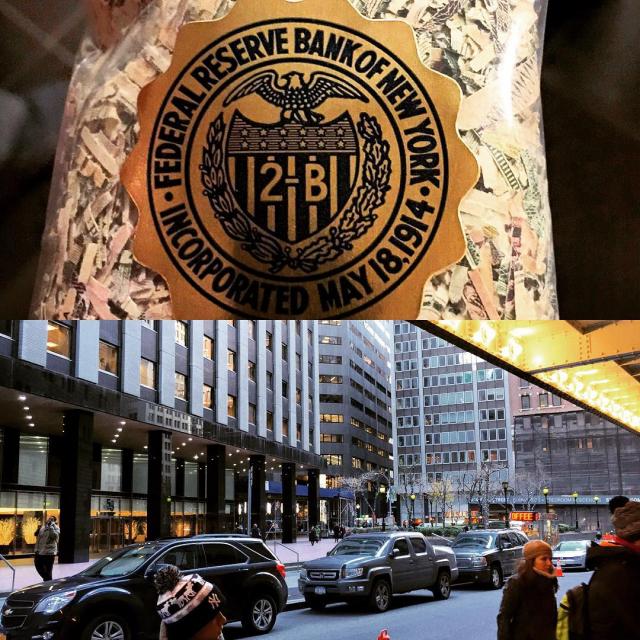 FEDERAL RESERVE BANK OF NEW YORK
2-B
INCORPORATED MAY 18, 1914